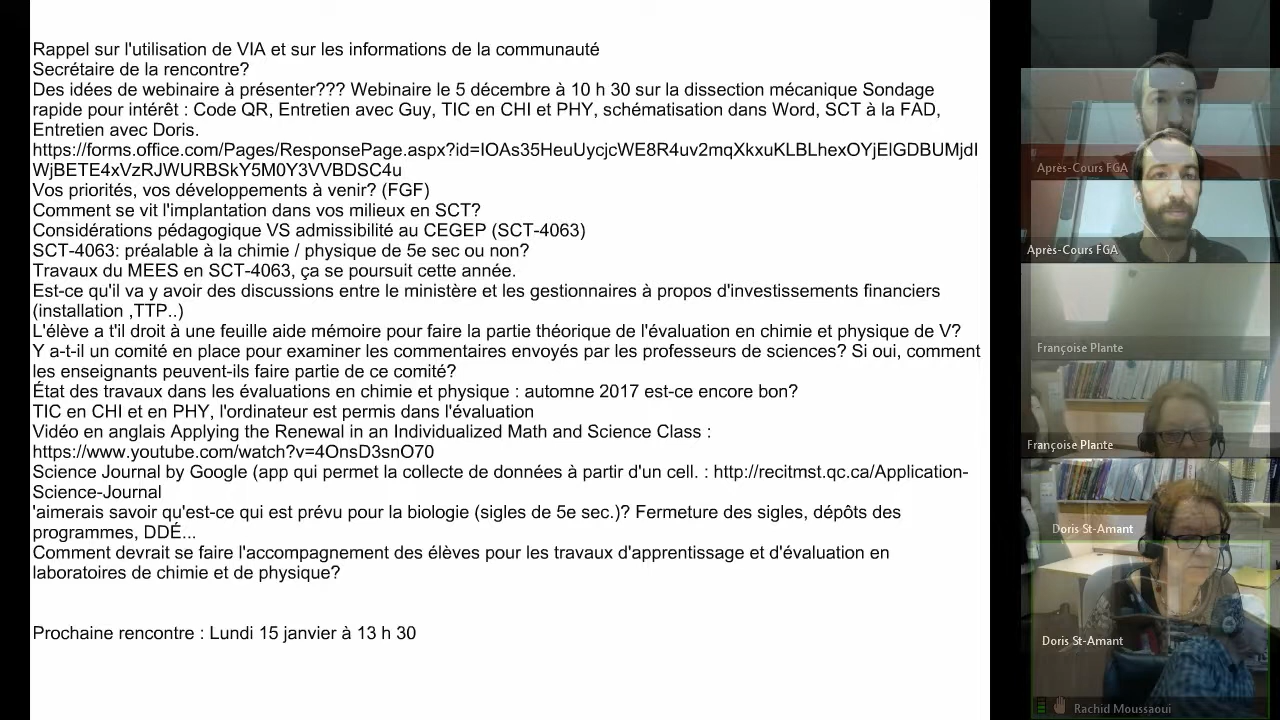 Rappel sur l'utilisation de VIA et sur les informations de la communauté
Secrétaire de la rencontre?
Des idées de webinaire à présenter??? Webinaire le 5 décembre à 10 h 30 sur la dissection mécanique Sondage
rapide pour intérêt : Code QR, Entretien avec Guy, TIC en CHI et PHY, schématisation dans Word, SCT à la FAD,
Entretien avec Doris.
https://forms.office.com/Pages/ResponsePage.aspx?id=IOAs35HeuUycjcWE8R4uv2mqXkxuKLBLhexOYjElGDBUMjdI
WjBETE4xVzRJWURBSkY5M0Y3VVBDSC4u
Vos priorités, vos développements à venir? (FGF)
Comment se vit l'implantation dans vos milieux en SCT?
Considérations pédagogique VS admissibilité au CEGEP (SCT-4063)
SCT-4063: préalable à la chimie / physique de 5e sec ou non?
Travaux du MEES en SCT-4063, ça se poursuit cette année.
Est-ce qu'il va y avoir des discussions entre le ministère et les gestionnaires à propos d'investissements financiers
(installation ,TTP..)
L'élève a t'il droit à une feuille aide mémoire pour faire la partie théorique de l'évaluation en chimie et physique de V?
Y a-t-il un comité en place pour examiner les commentaires envoyés par les professeurs de sciences? Si oui, comment
les enseignants peuvent-ils faire partie de ce comité?
État des travaux dans les évaluations en chimie et physique : automne 2017 est-ce encore bon?
TIC en CHI et en PHY, l'ordinateur est permis dans l'évaluation
Vidéo en anglais Applying the Renewal in an Individualized Math and Science Class :
https://www.youtube.com/watch?v=4OnsD3snO70
Science Journal by Google (app qui permet la collecte de données à partir d'un cell. : http://recitmst.qc.ca/Application-
Science-Journal
'aimerais savoir qu'est-ce qui est prévu pour la biologie (sigles de 5e sec.)? Fermeture des sigles, dépôts des
programmes, DDÉ...
Comment devrait se faire l'accompagnement des élèves pour les travaux d'apprentissage et d'évaluation en
laboratoires de chimie et de physique?
Prochaine rencontre : Lundi 15 janvier à 13 h 30
Après-Cours FGA
Après-Cours FGA
Françoise Plante
Françoise Plante
Doris St-Amant
Doris St-Amant
Rachid Moussaoui